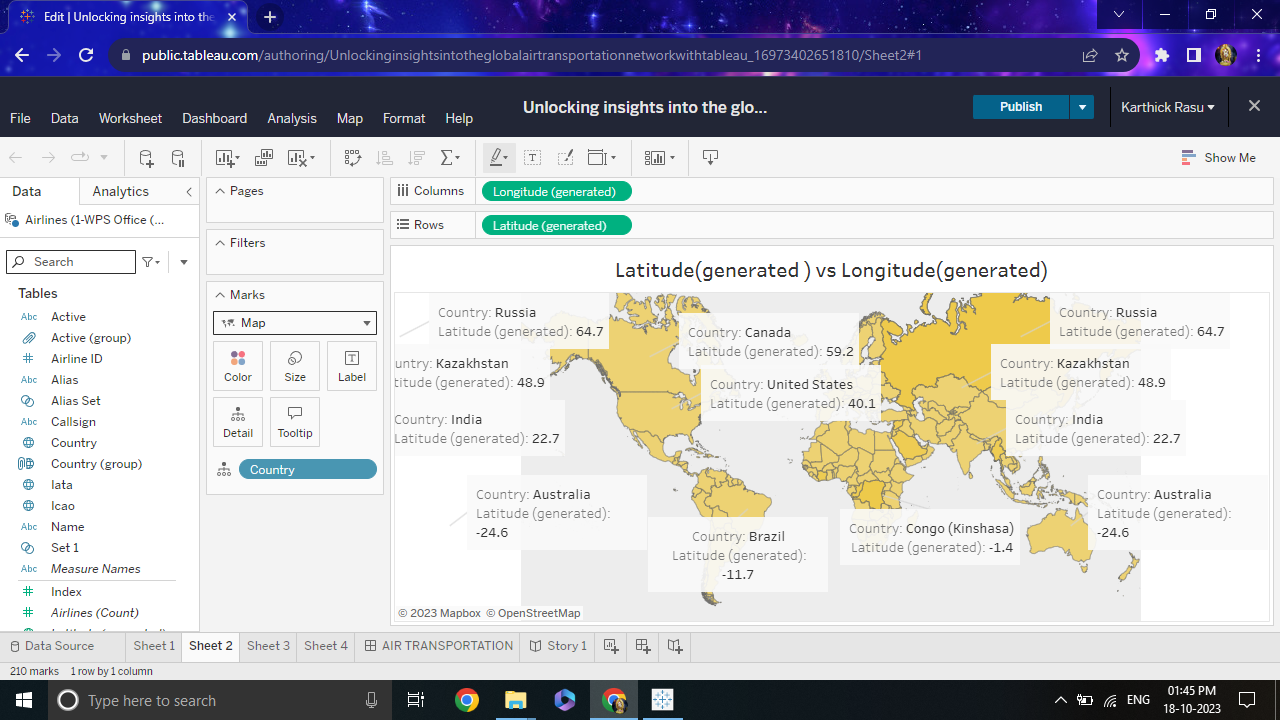 Edit | Unlocking insights into the
public.tableau.com/authoring/Unlockinginsightsintotheglobalairtransportationnetworkwithtableau_16973402651810/Sheet2#1
Unlocking insights into the glo...
Publish
Karthick Rasu
File Data Worksheet Dashboard Analysis Map Format Help
Show Me
Data Analytics
Pages
Columns Longitude (generated)
Airlines (1-WPS Office (...
Rows Latitude (generated)
Filters
Search
Tables
Abc Active
Active (group)
Airline ID
Abc Alias
Alias Set
Abc Callsign
Country
Country (group)
Abc Iata
Abc Icao
Abc Name
Set 1
Abc Measure Names
Index
Airlines (Count)
Marks
Map
Color Size Label
Detail Tooltip
Country
Latitude(generated ) vs Longitude(generated)
Country: Russia
Latitude (generated): 64.7
Country: Canada
Latitude (generated): 59.2
Country: Russia
Latitude (generated): 64.7
ountry: Kazakhstan
titude (generated): 48.9
Country: United States
Latitude (generated): 40.1
Country: Kazakhstan
Latitude (generated): 48.9
Country: India
Latitude (generated): 22.7
Country: India
Latitude (generated): 22.7
Country: Australia
Latitude (generated):
-24.6
Country: Brazil
Latitude (generated):
-11.7
Country: Congo (Kinshasa)
Latitude (generated): -1.4
Country: Australia
Latitude (generated):
-24.6
© 2023 Mapbox © OpenStreetMap
Data Source Sheet 1 Sheet 2 Sheet 3 Sheet 4 AIR TRANSPORTATION Story 1
210 marks 1 row by 1 column
Type here to search
ENG
01:45 PM
18-10-2023